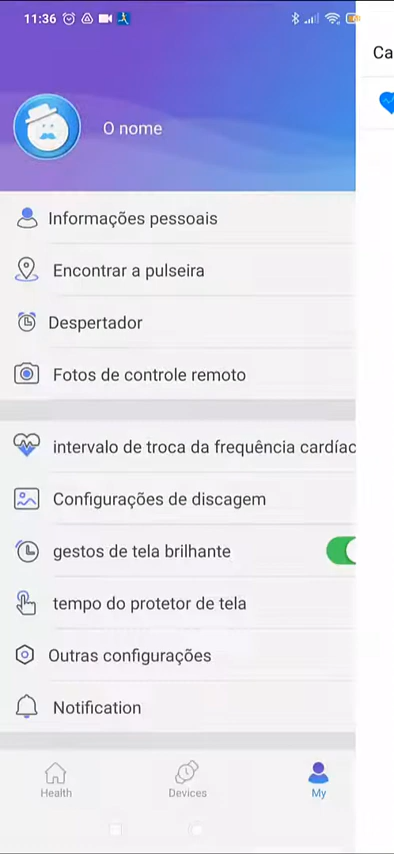 11:36
Ca
O nome
Informações pessoais
Encontrar a pulseira
Despertador
Fotos de controle remoto
intervalo de troca da frequência cardíac
Configurações de discagem
gestos de tela brilhante
tempo do protetor de tela
Outras configurações
Notification
Health
Devices
My